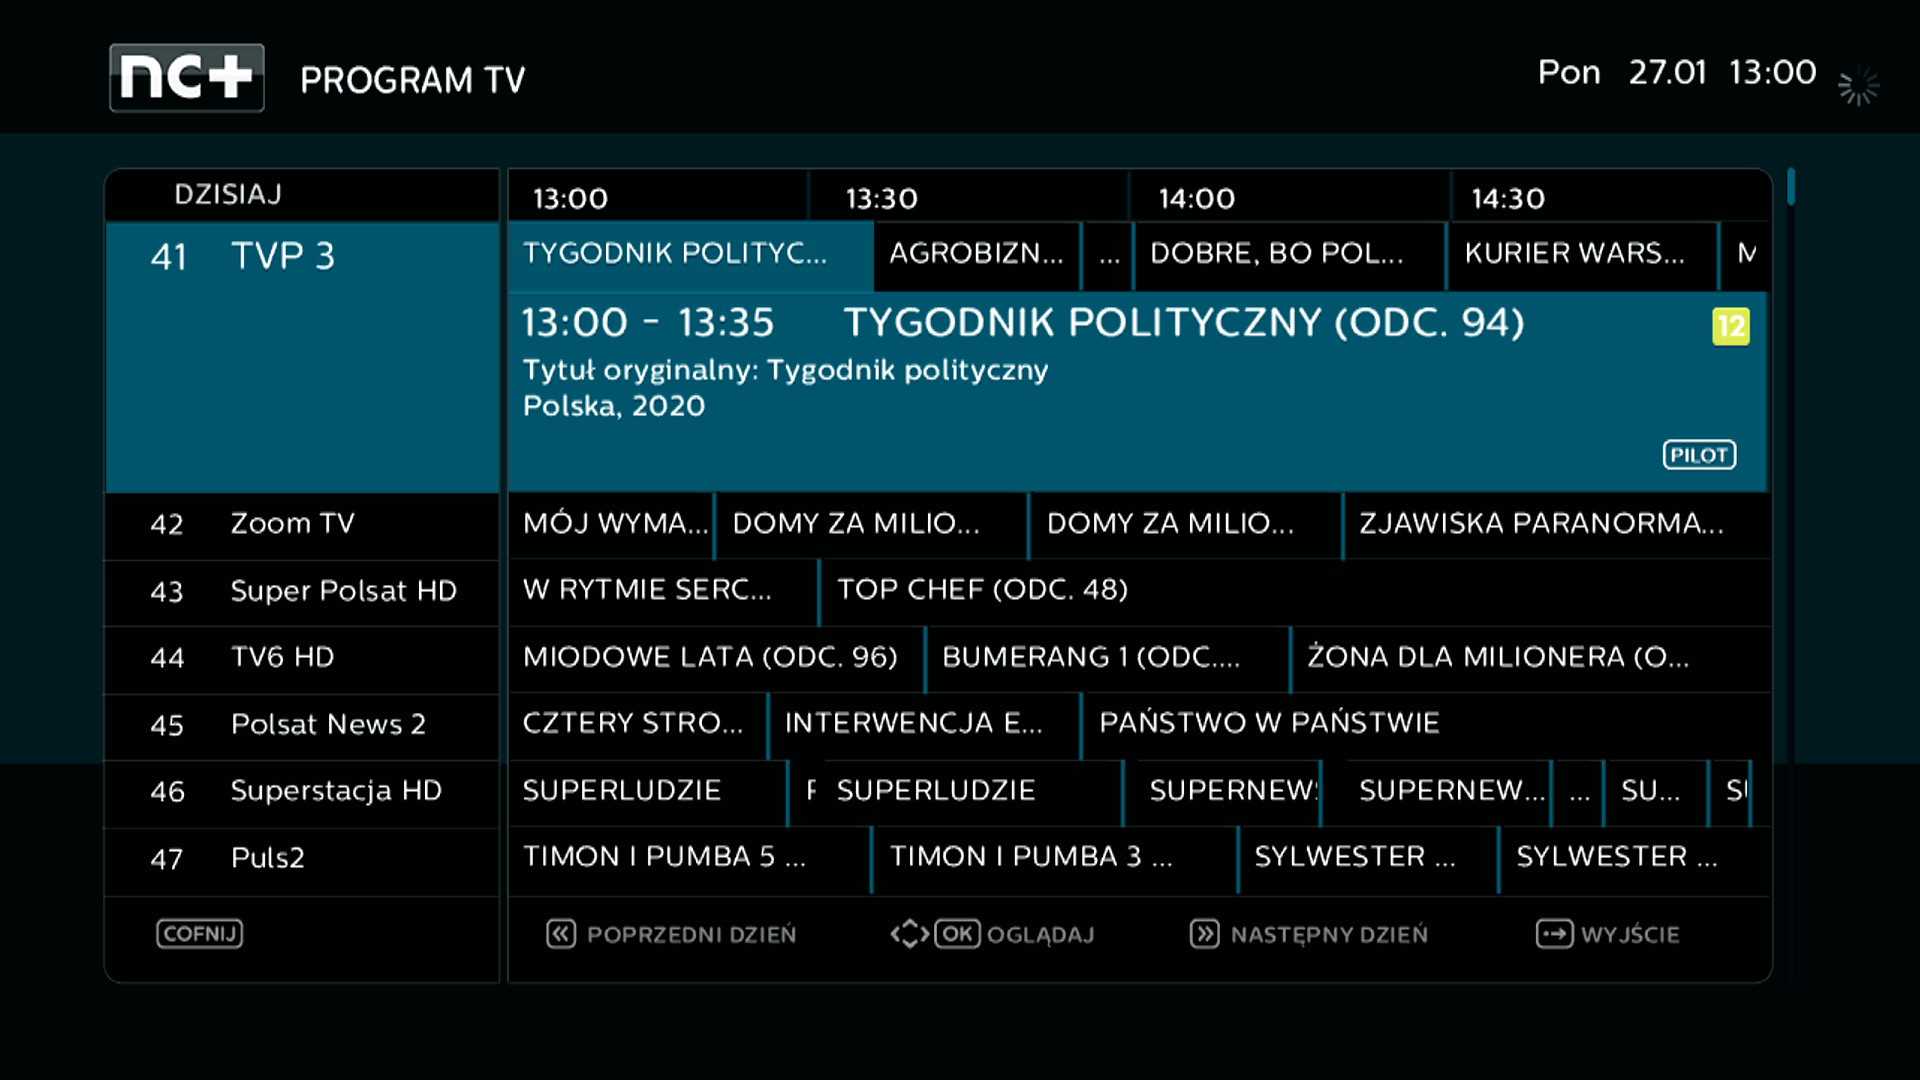 nc+ PROGRAM TV Pon 27.01 13:00
DZISIAJ 13:00 13:30 14:00 14:30
41 TVP 3 TYGODNIK POLITYC... AGROBIZN... ... DOBRE, BO POL... KURIER WARS... M
13:00 - 13:35 TYGODNIK POLITYCZNY (ODC. 94) 12
Tytuł oryginalny: Tygodnik polityczny
Polska, 2020
PILOT
42 Zoom TV MÓJ WYMA... DOMY ZA MILIO... DOMY ZA MILIO... ZJAWISKA PARANORMA...
43 Super Polsat HD W RYTMIE SERC... TOP CHEF (ODC. 48)
44 TV6 HD MIODOWE LATA (ODC. 96) BUMERANG 1 (ODC.... ŻONA DLA MILIONERA (O...
45 Polsat News 2 CZTERY STRO... INTERWENCJA E... PAŃSTWO W PAŃSTWIE
46 Superstacja HD SUPERLUDZIE SUPERLUDZIE SUPERNEWS SUPERNEW... ... SU...
47 Puls2 TIMON I PUMBA 5 ... TIMON I PUMBA 3 ... SYLWESTER ... SYLWESTER ...
COFNIJ POPRZEDNI DZIEŃ OK OGLĄDAJ NASTĘPNY DZIEŃ WYJŚCIE